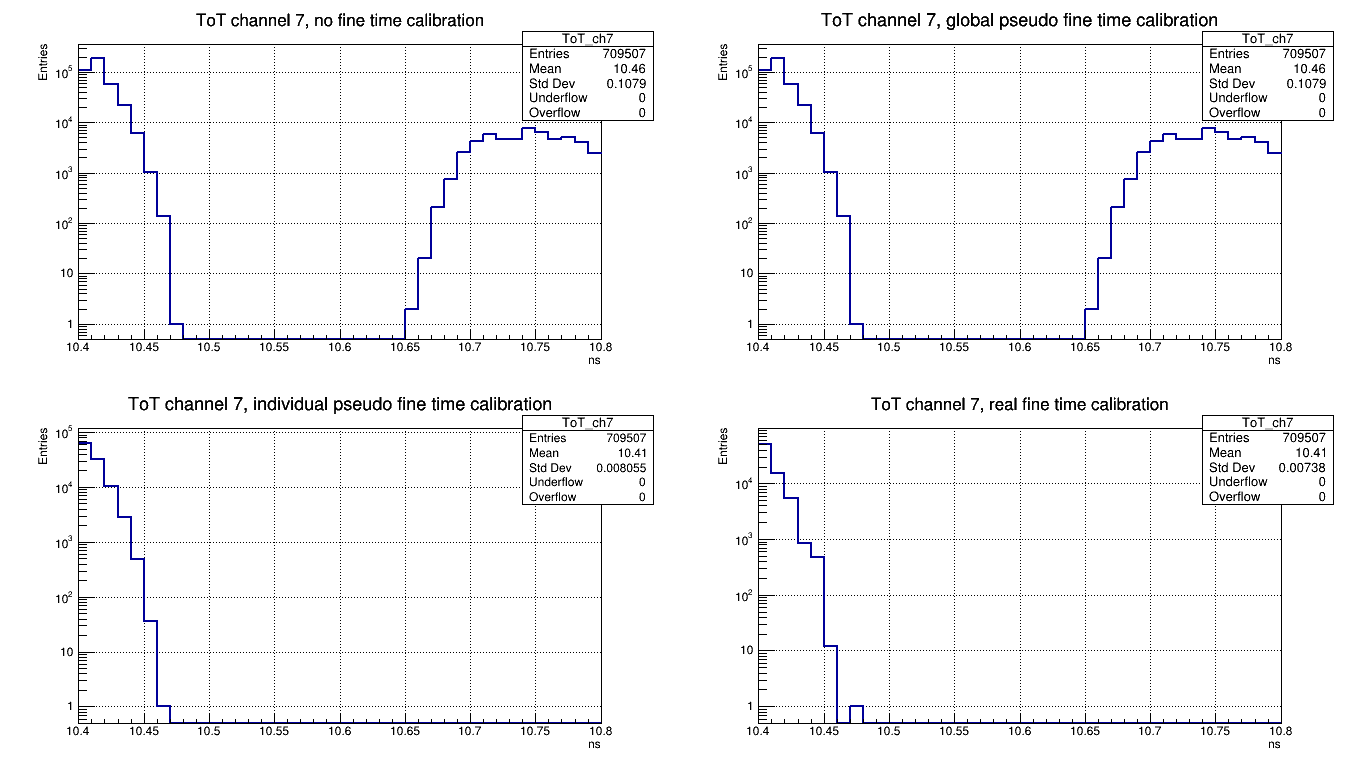 ToT channel 7, no fine time calibration
Entries
ToT_ch7
Entries 709507
Mean 10.46
Std Dev 0.1079
Underflow 0
Overflow 0
10⁵
10⁴
10³
10²
10
1
10.4 10.45 10.5 10.55 10.6 10.65 10.7 10.75 10.8
ns
ToT channel 7, global pseudo fine time calibration
Entries
ToT_ch7
Entries 709507
Mean 10.46
Std Dev 0.1079
Underflow 0
Overflow 0
10⁵
10⁴
10³
10²
10
1
10.4 10.45 10.5 10.55 10.6 10.65 10.7 10.75 10.8
ns
ToT channel 7, individual pseudo fine time calibration
Entries
ToT_ch7
Entries 709507
Mean 10.41
Std Dev 0.008055
Underflow 0
Overflow 0
10⁵
10⁴
10³
10²
10
1
10.4 10.45 10.5 10.55 10.6 10.65 10.7 10.75 10.8
ns
ToT channel 7, real fine time calibration
Entries
ToT_ch7
Entries 709507
Mean 10.41
Std Dev 0.00738
Underflow 0
Overflow 0
10⁴
10³
10²
10
1
10.4 10.45 10.5 10.55 10.6 10.65 10.7 10.75 10.8
ns